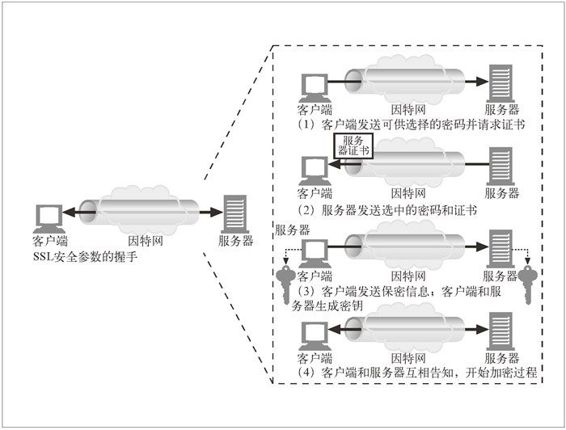 客户端 因特网 服务器
SSL安全参数的握手
客户端 因特网 服务器
（1）客户端发送可供选择的密码并请求证书
服务
器证书
客户端 因特网 服务器
（2）服务器发送选中的密码和证书
服务器
客户端 因特网 服务器
（3）客户端发送保密信息；客户端和服
务器生成密钥
客户端 因特网 服务器
（4）客户端和服务器互相告知，开始加密过程